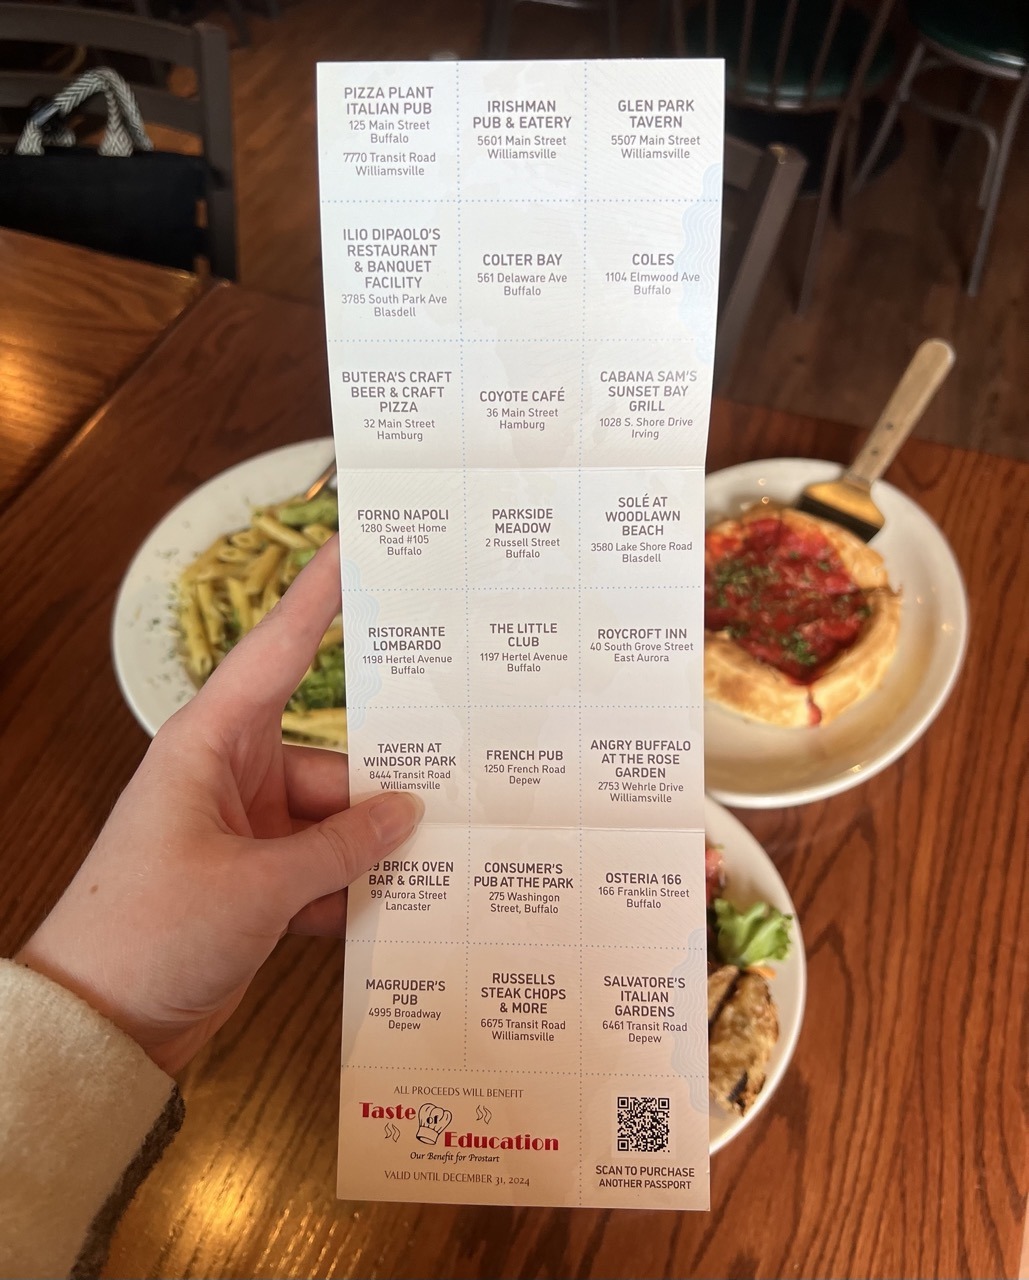 PIZZA PLANT
ITALIAN PUB
125 Main Street
Buffalo
7770 Transit Road
Williamsville
IRISHMAN
PUB & EATERY
5601 Main Street
Williamsville
GLEN PARK
TAVERN
5507 Main Street
Williamsville
ILIO DIPAOLO'S
RESTAURANT
& BANQUET
FACILITY
3785 South Park Ave
Blasdell
COLTER BAY
561 Delaware Ave
Buffalo
COLES
1104 Elmwood Ave
Buffalo
BUTERA'S CRAFT
BEER & CRAFT
PIZZA
32 Main Street
Hamburg
COYOTE CAFÉ
36 Main Street
Hamburg
CABANA SAM'S
SUNSET BAY
GRILL
1028 S. Shore Drive
Irving
FORNO NAPOLI
1280 Sweet Home
Road #105
Buffalo
PARKSIDE
MEADOW
2 Russell Street
Buffalo
SOLÉ AT
WOODLAWN
BEACH
3580 Lake Shore Road
Blasdell
RISTORANTE
LOMBARDO
1198 Hertel Avenue
Buffalo
THE LITTLE
CLUB
1197 Hertel Avenue
Buffalo
ROYCROFT INN
40 South Grove Street
East Aurora
TAVERN AT
WINDSOR PARK
8444 Transit Road
Williamsville
FRENCH PUB
1250 French Road
Depew
ANGRY BUFFALO
AT THE ROSE
GARDEN
2753 Wehrle Drive
Williamsville
9 BRICK OVEN
BAR & GRILLE
99 Aurora Street
Lancaster
CONSUMER'S
PUB AT THE PARK
275 Washingon
Street, Buffalo
OSTERIA 166
166 Franklin Street
Buffalo
MAGRUDER'S
PUB
4995 Broadway
Depew
RUSSELLS
STEAK CHOPS
& MORE
6675 Transit Road
Williamsville
SALVATORE'S
ITALIAN
GARDENS
6461 Transit Road
Depew
ALL PROCEEDS WILL BENEFIT
Taste of
Education
Our Benefit for Prostart
VALID UNTIL DECEMBER 31, 2024
SCAN TO PURCHASE
ANOTHER PASSPORT